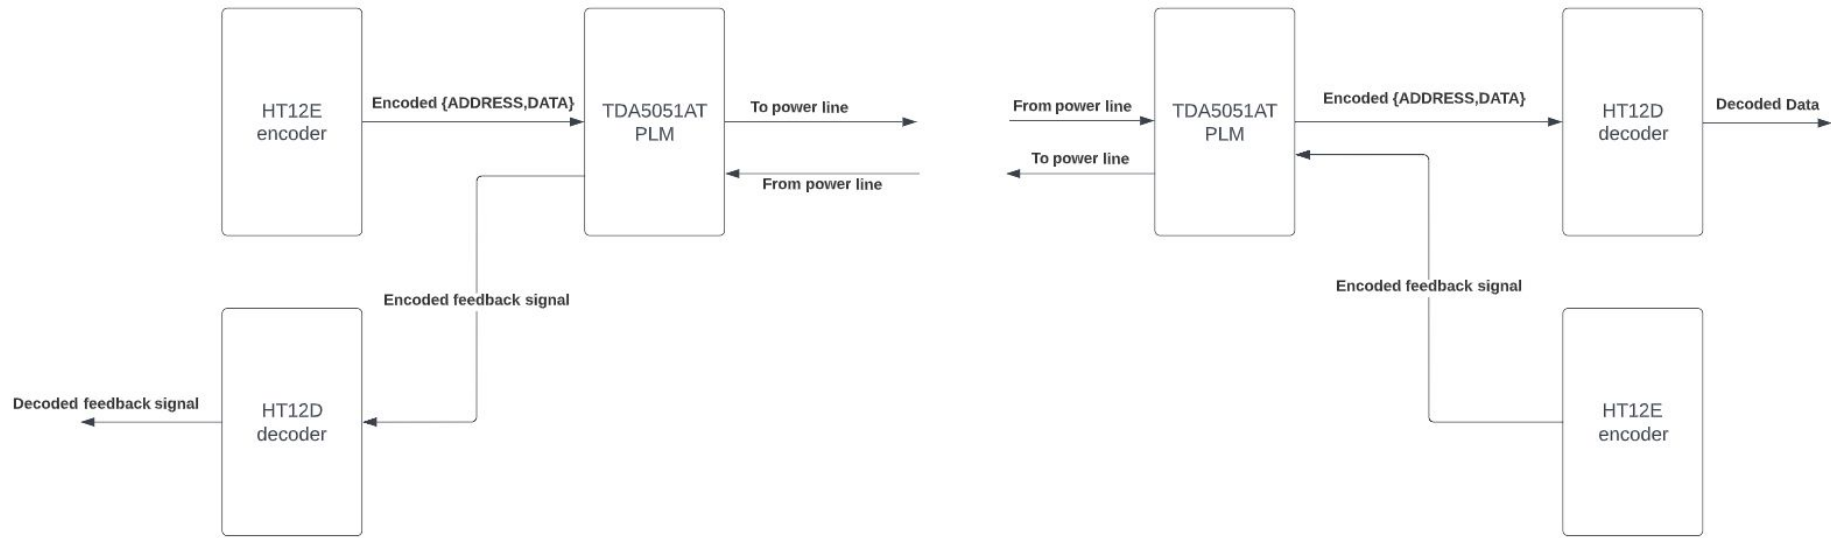 HT12E
encoder
Encoded {ADDRESS,DATA}
TDA5051AT
PLM
To power line
From power line
Encoded feedback signal
HT12D
decoder
Decoded feedback signal
From power line
To power line
TDA5051AT
PLM
Encoded {ADDRESS,DATA}
HT12D
decoder
Decoded Data
Encoded feedback signal
HT12E
encoder